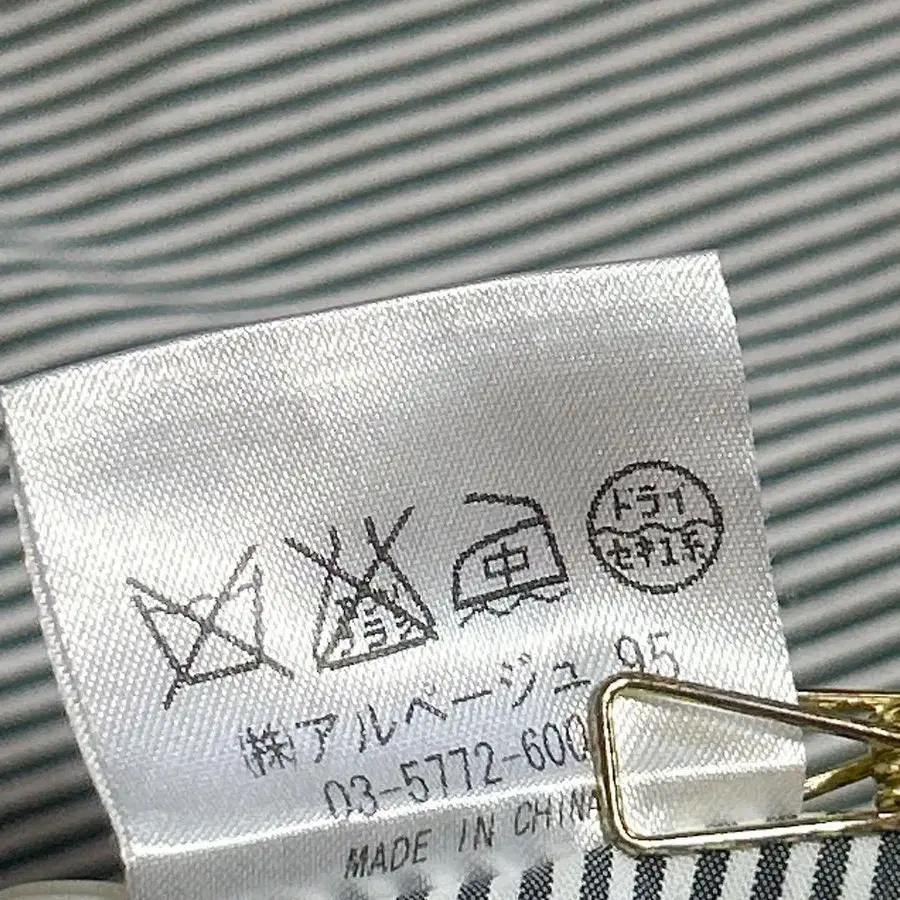 中
ドライ
セキユ系
㈱アルページュ 95
03-5772-600
MADE IN CHINA